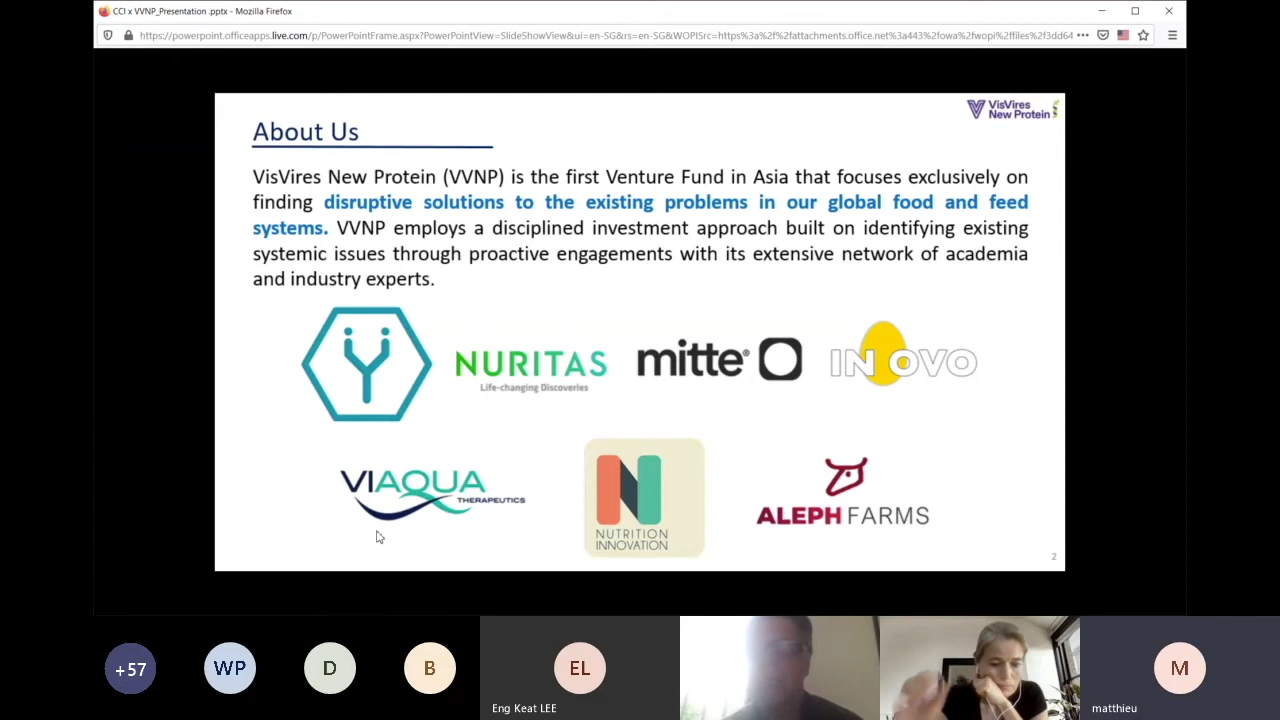 CCI x VVNP_Presentation .pptx - Mozilla Firefox
https://powerpoint.officeapps.live.com/p/PowerPointFrame.aspx?PowerPointView=SlideShowView&ui=en-SG&rs=en-SG&WOPISrc=https%3a%2f%2fattachments.office.net%3a443%2fowa%2fwopi%2ffiles%2f3dd64
VisVires
New Protein
About Us
VisVires New Protein (VVNP) is the first Venture Fund in Asia that focuses exclusively on
finding disruptive solutions to the existing problems in our global food and feed
systems. VVNP employs a disciplined investment approach built on identifying existing
systemic issues through proactive engagements with its extensive network of academia
and industry experts.
NURITAS
Life-changing Discoveries
mitte®
IN OVO
VIAQUA
THERAPEUTICS
N
NUTRITION
INNOVATION
ALEPH FARMS
2
+57
WP
D
B
EL
Eng Keat LEE
M
matthieu